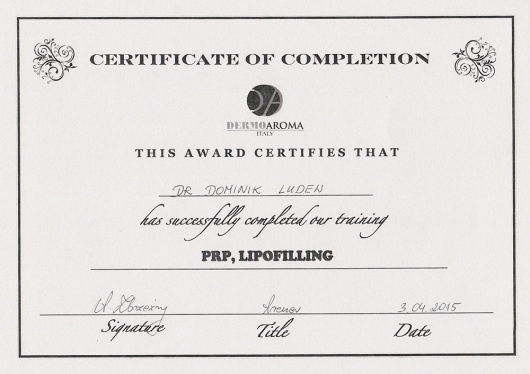 CERTIFICATE OF COMPLETION
DA
DERMOAROMA
ITALY
THIS AWARD CERTIFIES THAT
DR DOMINIK LUDEN
has successfully completed our training
PRP, LIPOFILLING
3.04.2015
Signature Title Date